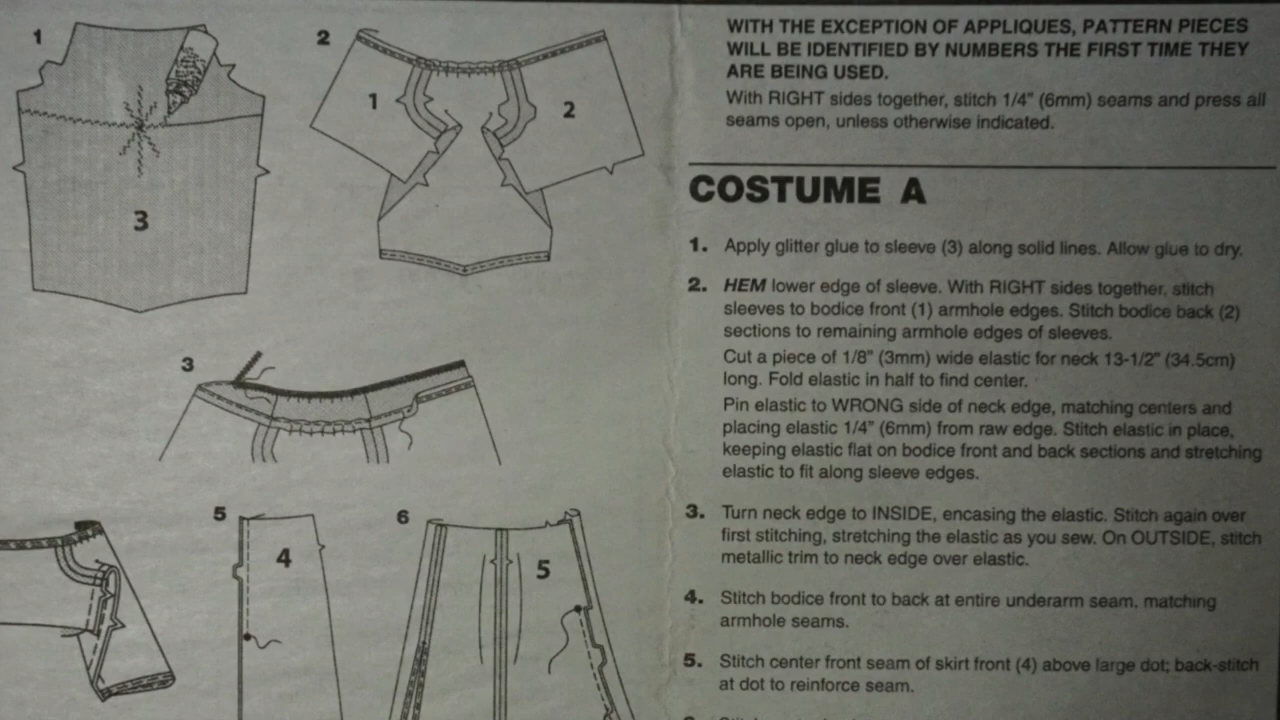 1
3
2
1
2
3
5
4
6
5
WITH THE EXCEPTION OF APPLIQUES, PATTERN PIECES
WILL BE IDENTIFIED BY NUMBERS THE FIRST TIME THEY
ARE BEING USED.
With RIGHT sides together, stitch 1/4" (6mm) seams and press all
seams open, unless otherwise indicated.
COSTUME A
1. Apply glitter glue to sleeve (3) along solid lines. Allow glue to dry.
2. HEM lower edge of sleeve. With RIGHT sides together, stitch
sleeves to bodice front (1) armhole edges. Stitch bodice back (2)
sections to remaining armhole edges of sleeves.
Cut a piece of 1/8" (3mm) wide elastic for neck 13-1/2" (34.5cm)
long. Fold elastic in half to find center.
Pin elastic to WRONG side of neck edge, matching centers and
placing elastic 1/4" (6mm) from raw edge. Stitch elastic in place,
keeping elastic flat on bodice front and back sections and stretching
elastic to fit along sleeve edges.
3. Turn neck edge to INSIDE, encasing the elastic. Stitch again over
first stitching, stretching the elastic as you sew. On OUTSIDE, stitch
metallic trim to neck edge over elastic.
4. Stitch bodice front to back at entire underarm seam, matching
armhole seams.
5. Stitch center front seam of skirt front (4) above large dot; back-stitch
at dot to reinforce seam.